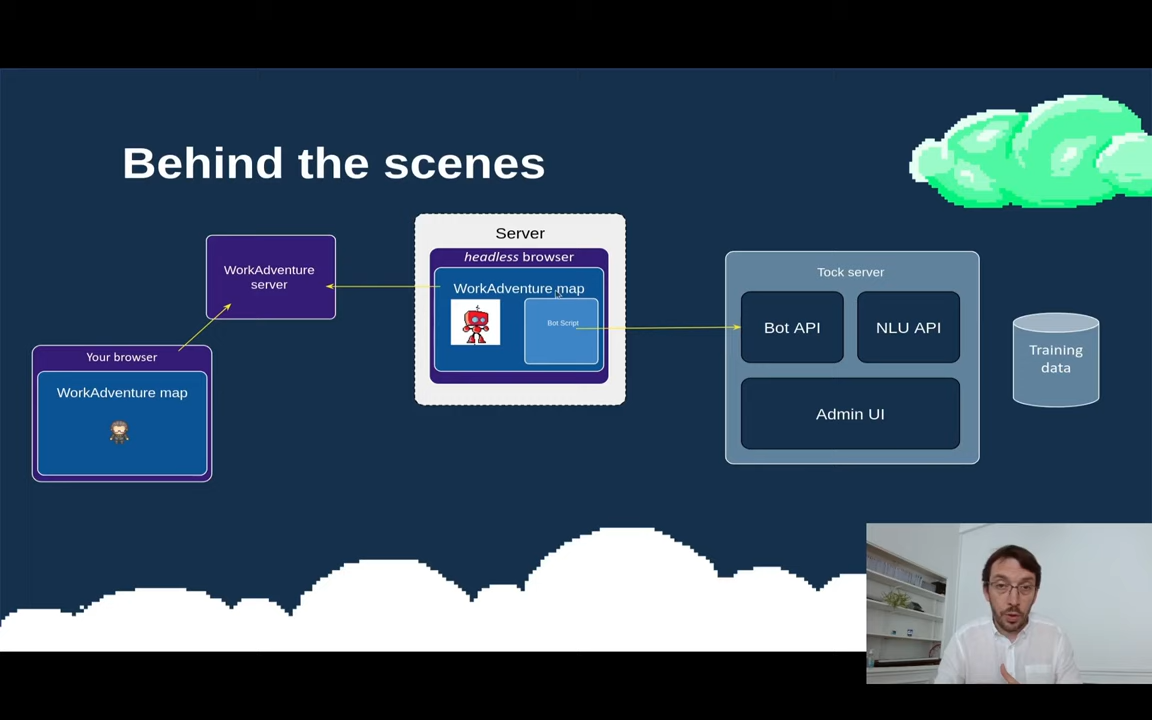 Behind the scenes
WorkAdventure
server
Your browser
WorkAdventure map
Server
headless browser
WorkAdventure map
Bot Script
Tock server
Bot API
NLU API
Admin UI
Training
data